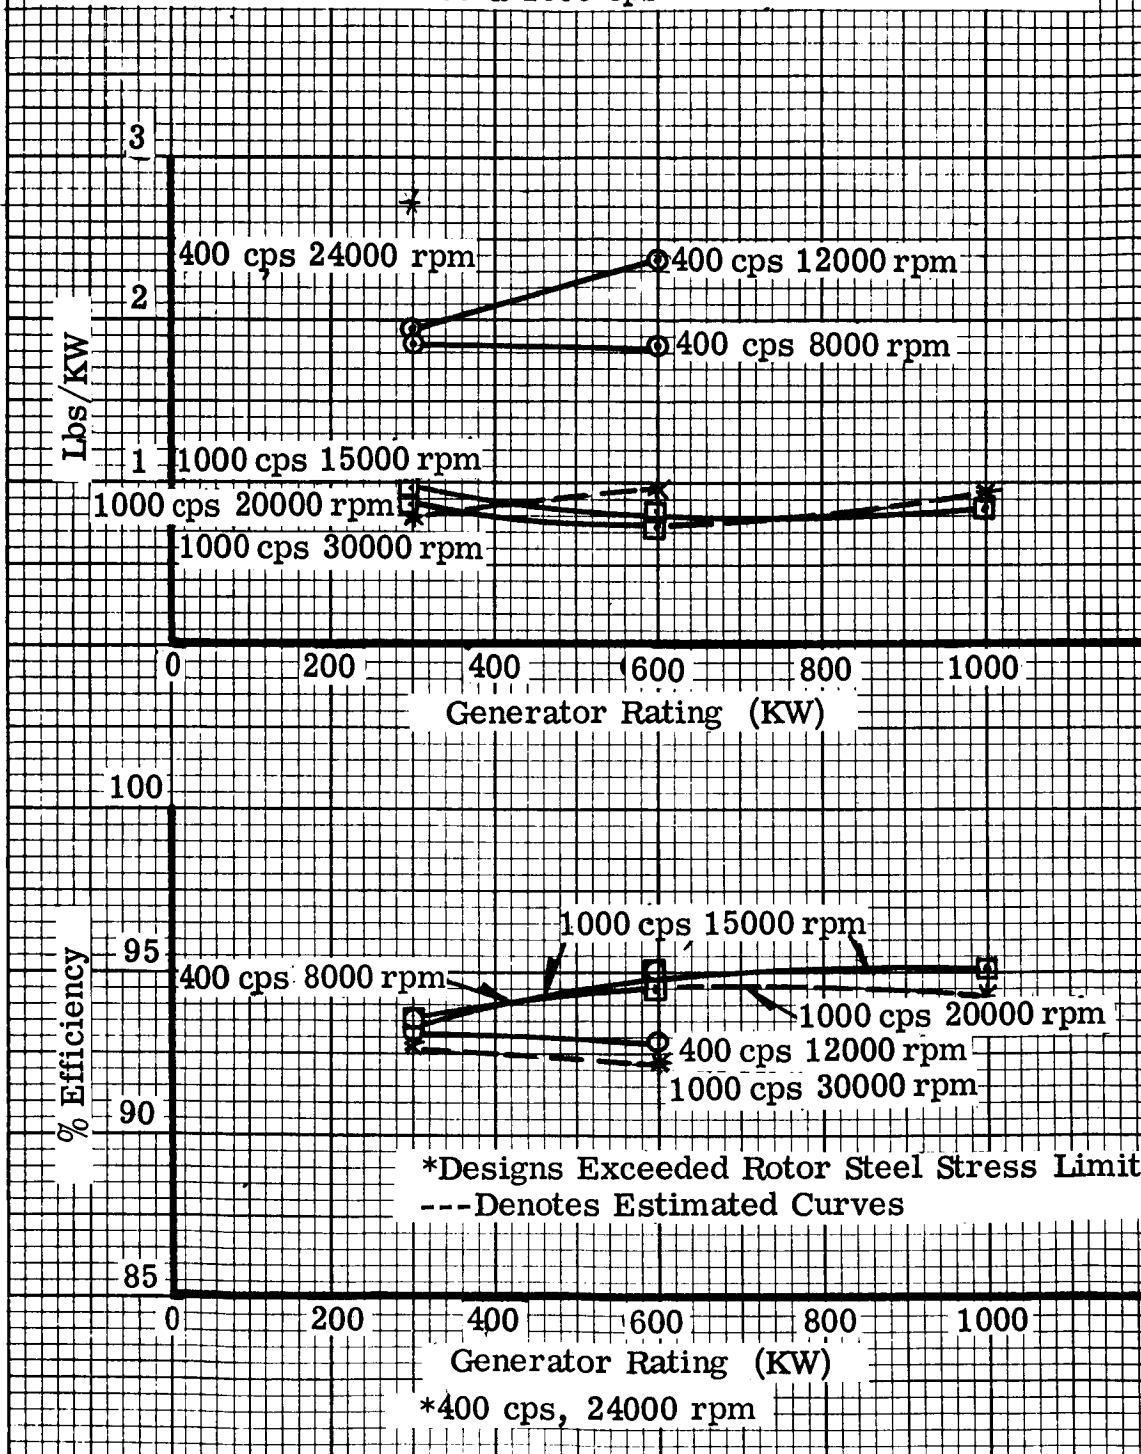 1000 cps
3
400 cps 24000 rpm
400 cps 12000 rpm
2
400 cps 8000 rpm
Lbs/KW
1
1000 cps 15000 rpm
1000 cps 20000 rpm
1000 cps 30000 rpm
0 200 400 600 800 1000
Generator Rating (KW)
100
1000 cps 15000 rpm
95
400 cps 8000 rpm
1000 cps 20000 rpm
% Efficiency
400 cps 12000 rpm
1000 cps 30000 rpm
90
*Designs Exceeded Rotor Steel Stress Limit
---Denotes Estimated Curves
85
0 200 400 600 800 1000
Generator Rating (KW)
*400 cps, 24000 rpm